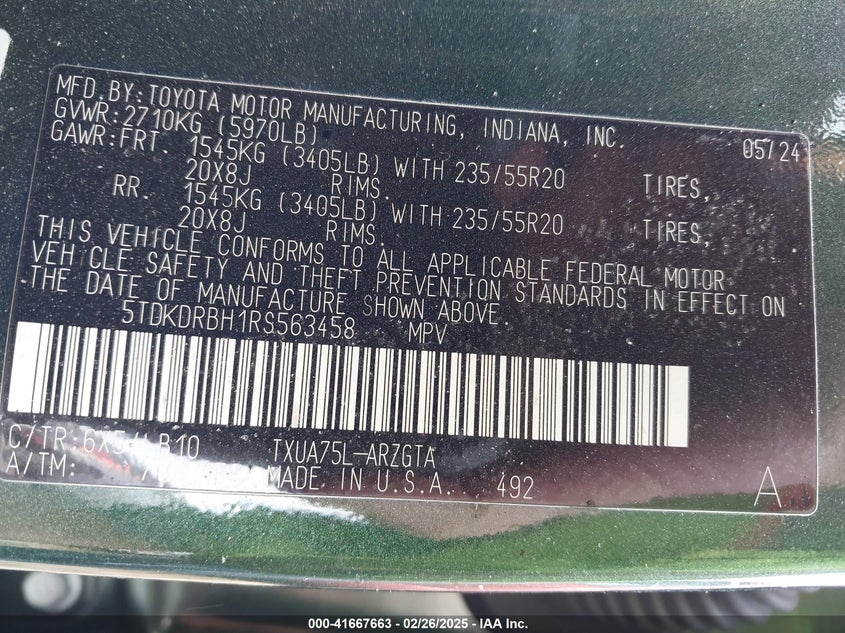 MFD.BY:TOYOTA MOTOR MANUFACTURING, INDIANA, INC. 05/24
GVWR:2710KG (5970LB)
GAWR:FRT. 1545KG (3405LB) WITH 235/55R20 TIRES,
20X8J RIMS.
RR. 1545KG (3405LB) WITH 235/55R20 TIRES,
20X8J RIMS.
THIS VEHICLE CONFORMS TO ALL APPLICABLE FEDERAL MOTOR
VEHICLE SAFETY AND THEFT PREVENTION STANDARDS IN EFFECT ON
THE DATE OF MANUFACTURE SHOWN ABOVE.
5TDKDRBH1RS563458 MPV
C/TR: TXUA75L-ARZGTA
A/TM: MADE IN U.S.A. 492 A
000-41667663 – 02/26/2025 – IAA Inc.